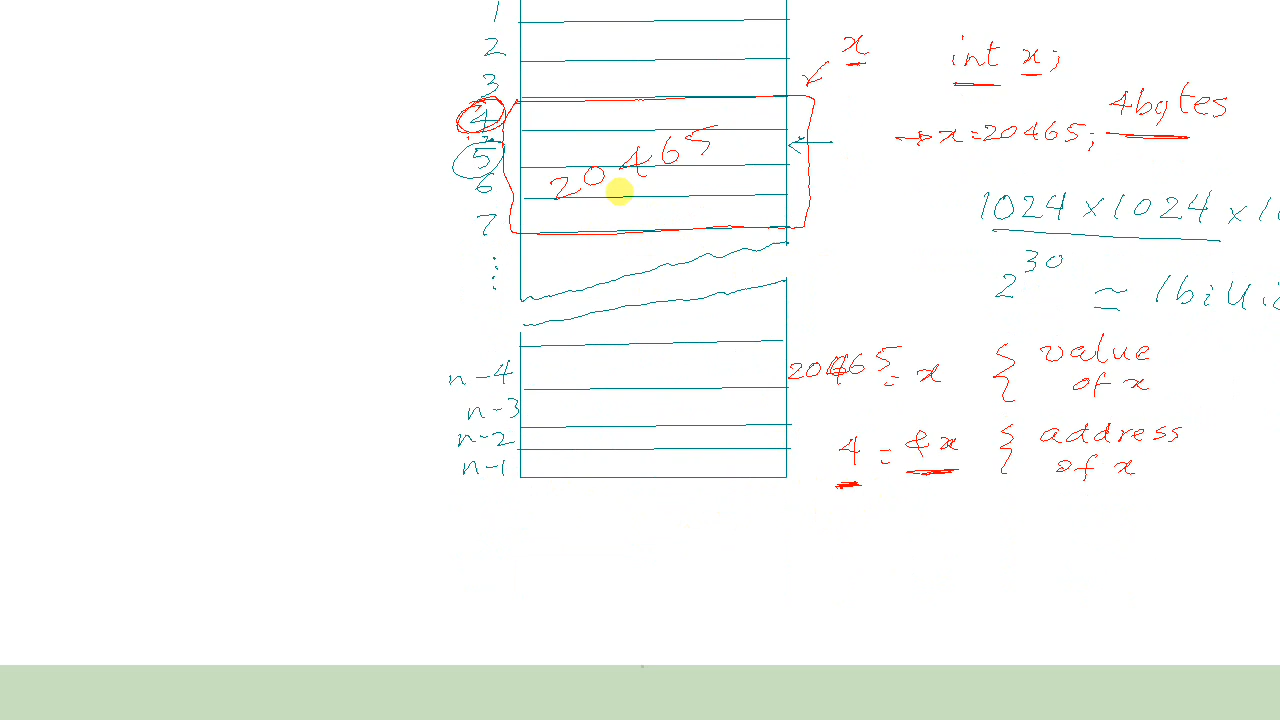 1
2
3
4
5
6
7
⋮
n-4
n-3
n-2
n-1
20465
x
int x;
4bytes
x=20465;
1024 × 1024 ×
2^30 ≃
20465 = x { value
of x
4 = &x { address
of x